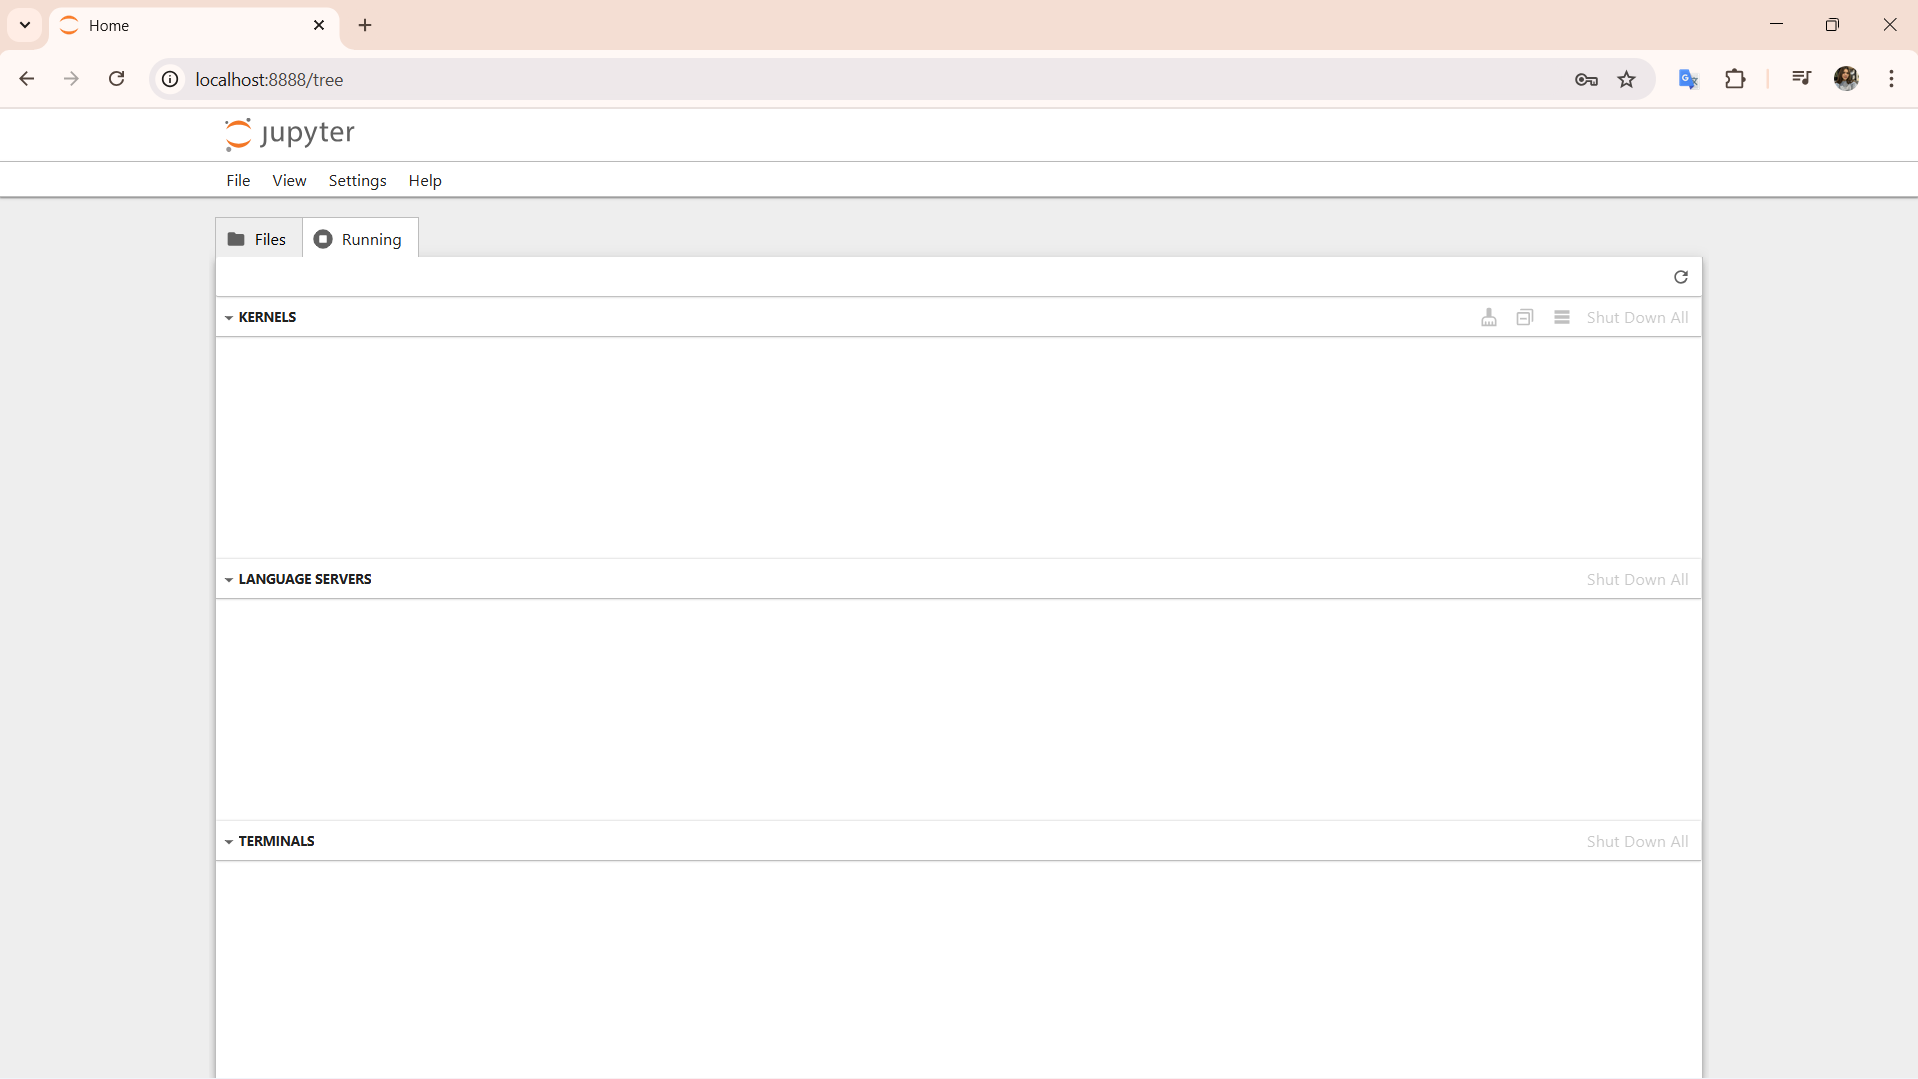 Home
localhost:8888/tree
jupyter
File View Settings Help
Files Running
KERNELS Shut Down All
LANGUAGE SERVERS Shut Down All
TERMINALS Shut Down All